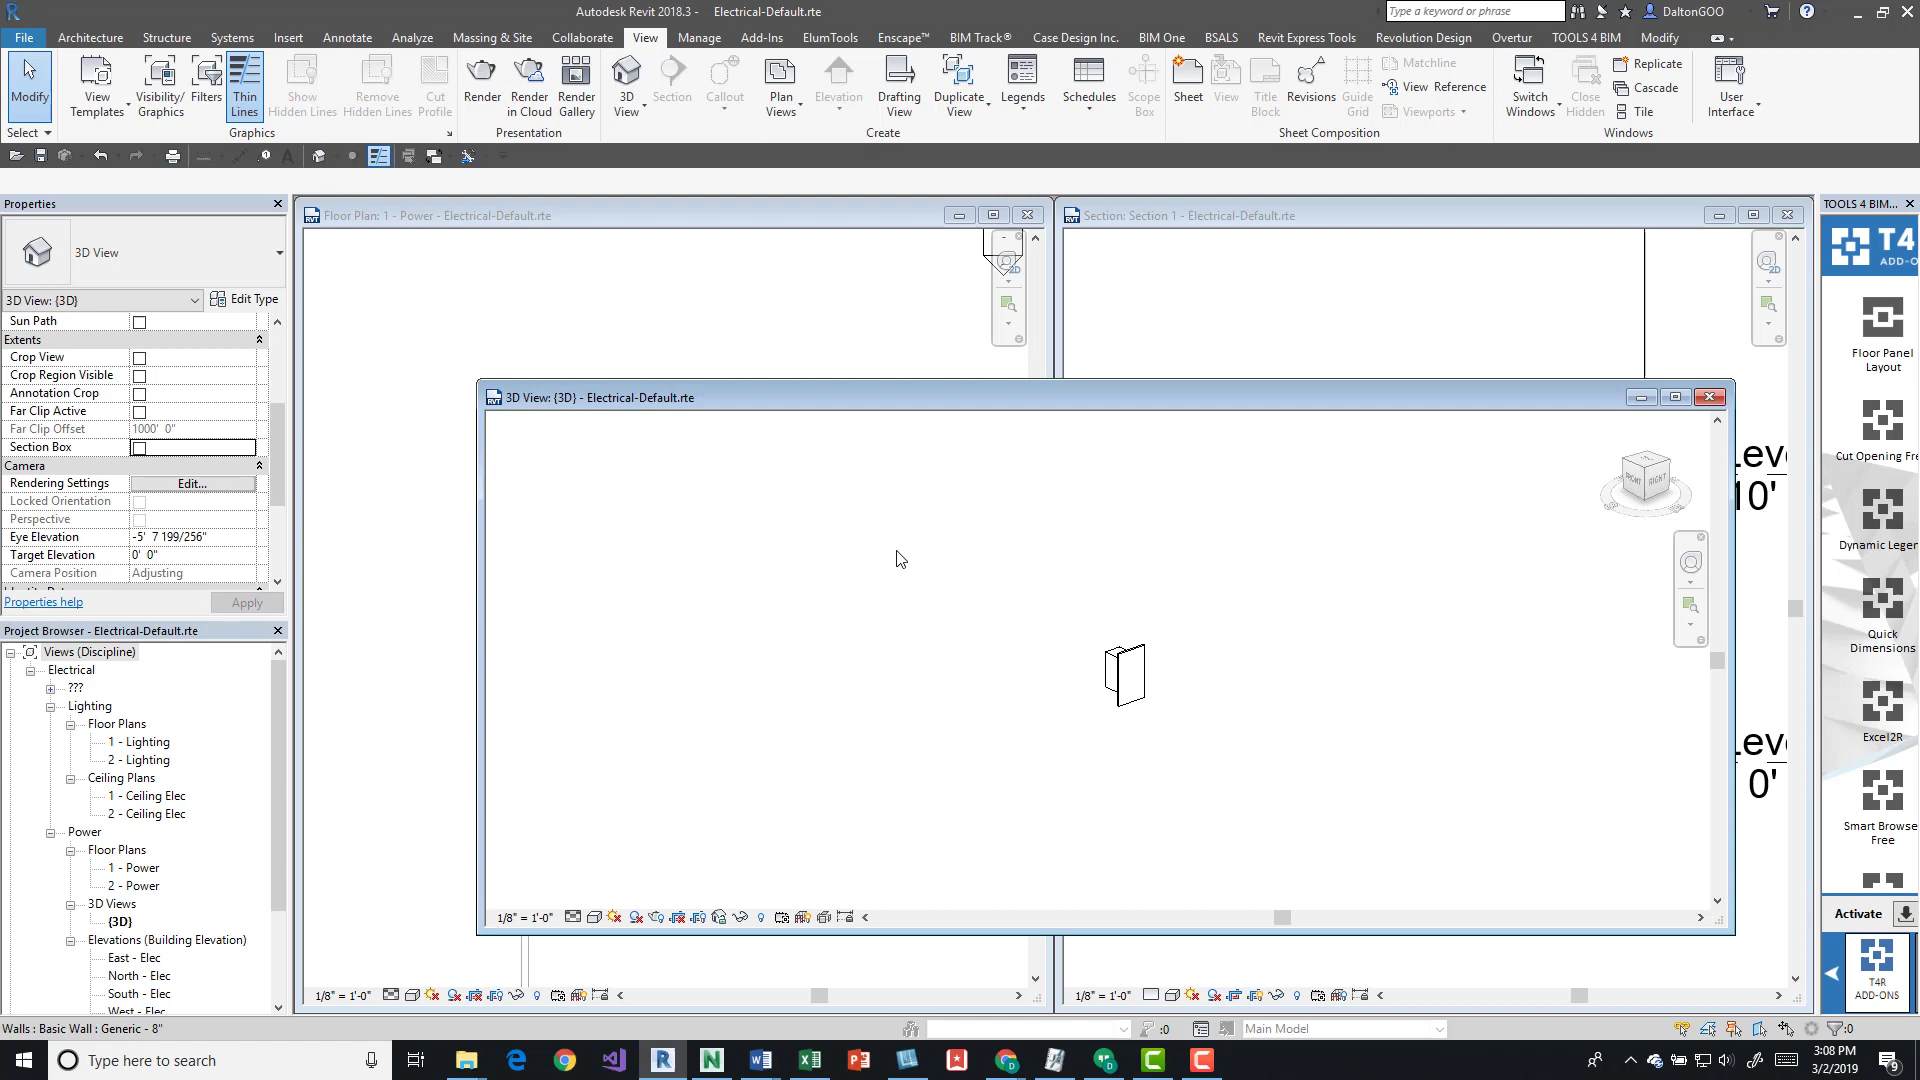 Autodesk Revit 2018.3 - Electrical-Default.rte
Type a keyword or phrase
DaltonGOO
File Architecture Structure Systems Insert Annotate Analyze Massing & Site Collaborate View Manage Add-Ins ElumTools Enscape™ BIM Track® Case Design Inc. BIM One BSALS Revit Express Tools Revolution Design Overtur TOOLS 4 BIM Modify
Modify
View Templates
Visibility/ Graphics
Filters
Thin Lines
Show Hidden Lines
Remove Hidden Lines
Cut Profile
Render
Render in Cloud
Render Gallery
3D View
Section
Callout
Plan Views
Elevation
Drafting View
Duplicate View
Legends
Schedules
Scope Box
Sheet
View
Title Block
Revisions
Guide Grid
Matchline
View Reference
Viewports
Switch Windows
Close Hidden
Replicate
Cascade
Tile
User Interface
Select Graphics Presentation Create Sheet Composition Windows
Properties
3D View
3D View: {3D}
Edit Type
Sun Path
Extents
Crop View
Crop Region Visible
Annotation Crop
Far Clip Active
Far Clip Offset 1000' 0"
Section Box
Camera
Rendering Settings Edit...
Locked Orientation
Perspective
Eye Elevation -5' 7 199/256"
Target Elevation 0' 0"
Camera Position Adjusting
Properties help
Apply
Project Browser - Electrical-Default.rte
Views (Discipline)
Electrical
???
Lighting
Floor Plans
1 - Lighting
2 - Lighting
Ceiling Plans
1 - Ceiling Elec
2 - Ceiling Elec
Power
Floor Plans
1 - Power
2 - Power
3D Views
{3D}
Elevations (Building Elevation)
East - Elec
North - Elec
South - Elec
West - Elec
Floor Plan: 1 - Power - Electrical-Default.rte
2D
1/8" = 1'-0"
Section: Section 1 - Electrical-Default.rte
2D
Leve
10'
Leve
0'
1/8" = 1'-0"
3D View: {3D} - Electrical-Default.rte
FRONT
RIGHT
1/8" = 1'-0"
TOOLS 4 BIM...
T4
ADD-O
Floor Panel
Layout
Cut Opening Fre
Dynamic Legen
Quick
Dimensions
Excel2R
Smart Browse
Free
Activate
T4R
ADD-ONS
Walls : Basic Wall : Generic - 8"
:0
Main Model
:0
Type here to search
3:08 PM
3/2/2019
9